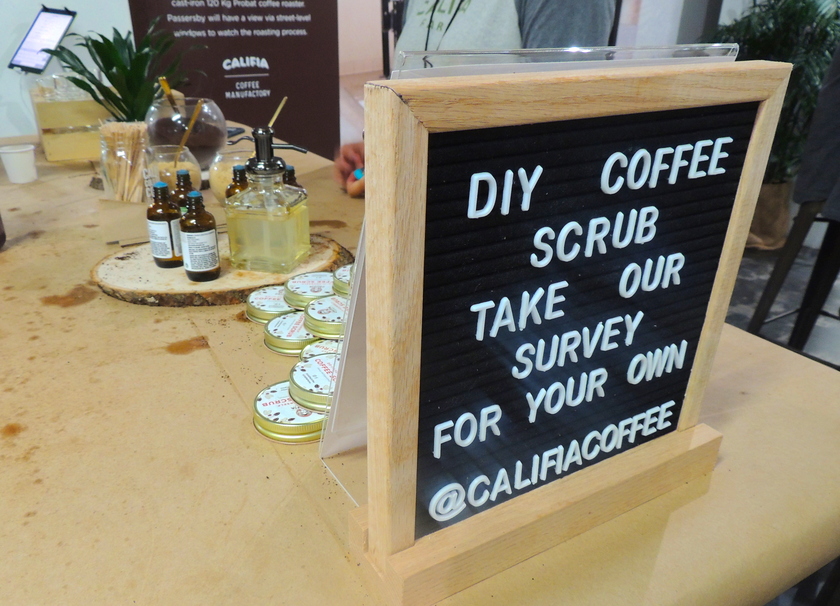 cast-iron 120 Kg Probat coffee roaster.
Passersby will have a view via street-level
windows to watch the roasting process.
CALIFIA
COFFEE
MANUFACTORY
DIY COFFEE
SCRUB
TAKE OUR
SURVEY
FOR YOUR OWN
@CALIFIACOFFEE
SCRUB